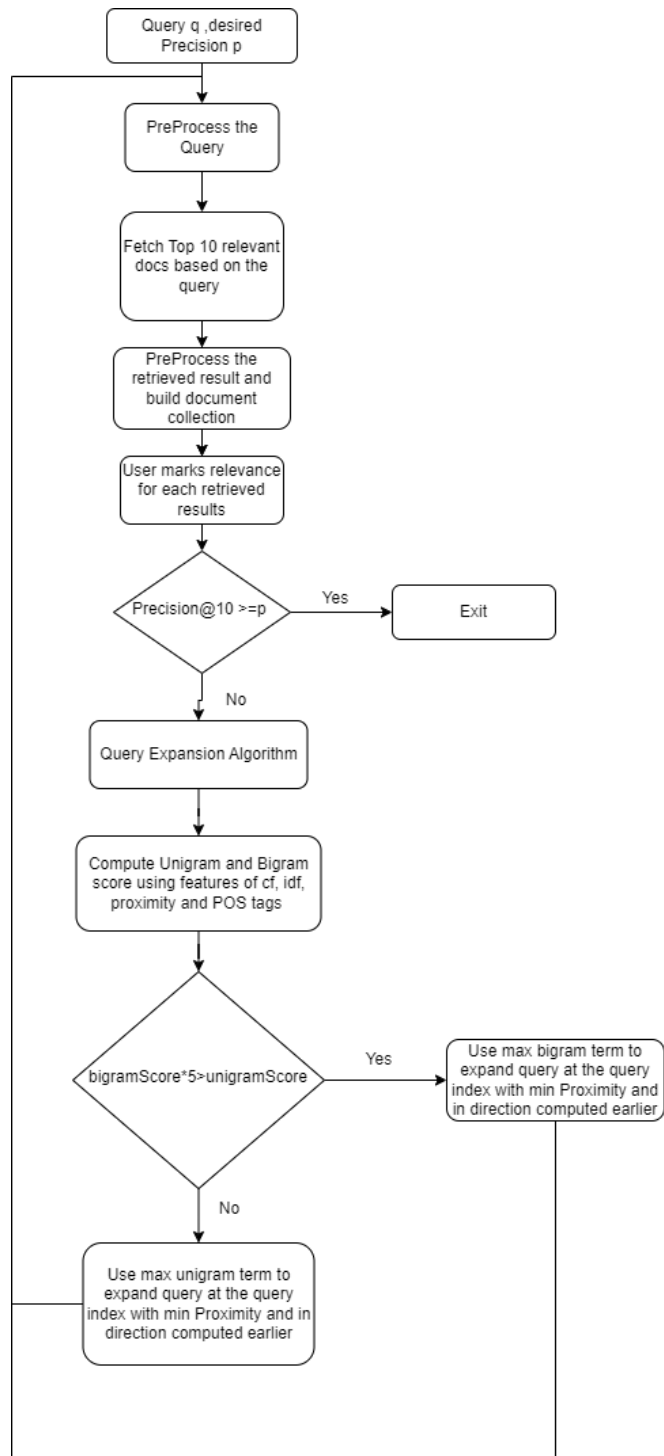 Query q ,desired
Precision p
PreProcess the
Query
Fetch Top 10 relevant
docs based on the
query
PreProcess the
retrieved result and
build document
collection
User marks relevance
for each retrieved
results
Precision@10 >=p
Yes
Exit
No
Query Expansion Algorithm
Compute Unigram and Bigram
score using features of cf, idf,
proximity and POS tags
bigramScore*5>unigramScore
Yes
Use max bigram term to
expand query at the query
index with min Proximity and
in direction computed earlier
No
Use max unigram term to
expand query at the query
index with min Proximity and in
direction computed earlier